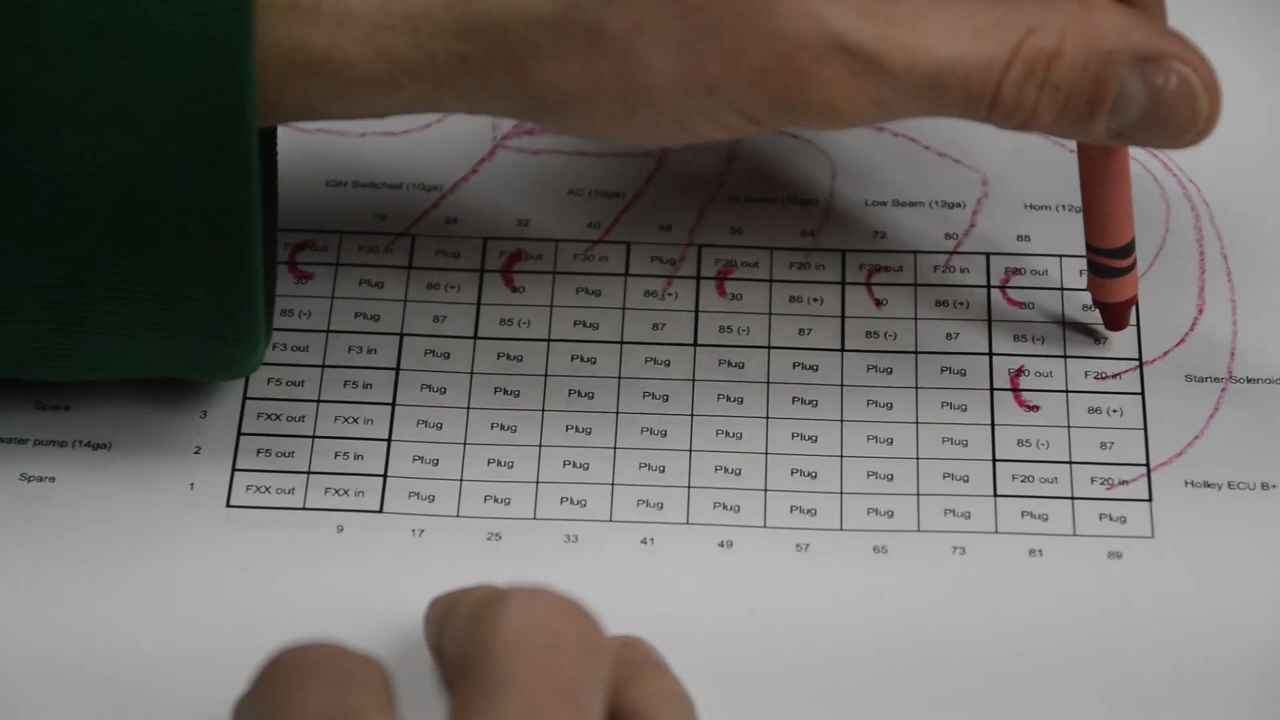 IGN Switched (10ga) AC (10ga) Hi Beam (12ga) Low Beam (12ga) Horn (12g
16 24 32 40 48 56 64 72 80 88
F30 out F30 in Plug F30 out F30 in Plug F20 out F20 in F20 out F20 in F20 out F
30 Plug 86 (+) 30 Plug 86 (+) 30 86 (+) 30 86 (+) 30 86
85 (-) Plug 87 85 (-) Plug 87 85 (-) 87 85 (-) 87 85 (-) 87
F3 out F3 in Plug Plug Plug Plug Plug Plug Plug Plug F20 out F20 in Starter Solenoid
Spare 3 F5 out F5 in Plug Plug Plug Plug Plug Plug Plug Plug 30 86 (+)
water pump (14ga) 2 FXX out FXX in Plug Plug Plug Plug Plug Plug Plug Plug 85 (-) 87
Spare 1 F5 out F5 in Plug Plug Plug Plug Plug Plug Plug Plug F20 out F20 in Holley ECU B+
FXX out FXX in Plug Plug Plug Plug Plug Plug Plug Plug Plug Plug
9 17 25 33 41 49 57 65 73 81 89